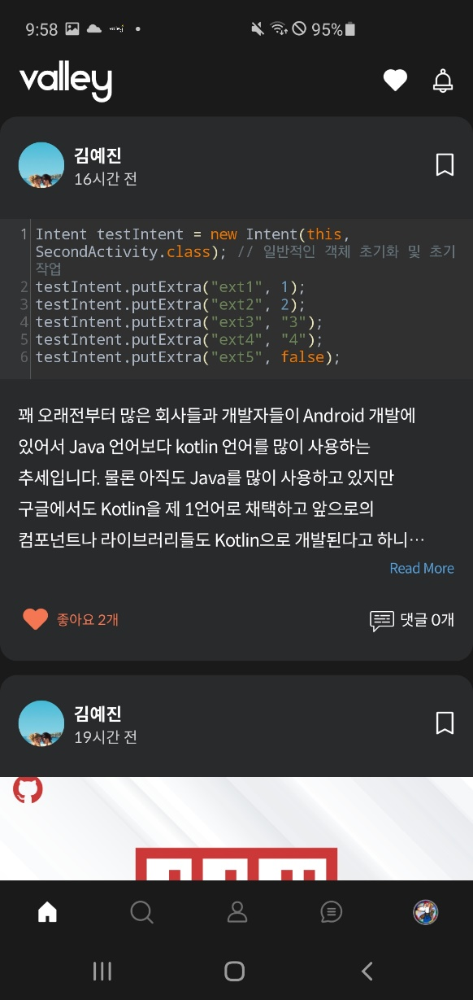 9:58
95%
valley
김예진
16시간 전
1 Intent testIntent = new Intent(this,
SecondActivity.class); // 일반적인 객체 초기화 및 초기
작업
2 testIntent.putExtra("ext1", 1);
3 testIntent.putExtra("ext2", 2);
4 testIntent.putExtra("ext3", "3");
5 testIntent.putExtra("ext4", "4");
6 testIntent.putExtra("ext5", false);
꽤 오래전부터 많은 회사들과 개발자들이 Android 개발에
있어서 Java 언어보다 kotlin 언어를 많이 사용하는
추세입니다. 물론 아직도 Java를 많이 사용하고 있지만
구글에서도 Kotlin을 제 1언어로 채택하고 앞으로의
컴포넌트나 라이브러리들도 Kotlin으로 개발된다고 하니…
Read More
좋아요 2개
댓글 0개
김예진
19시간 전